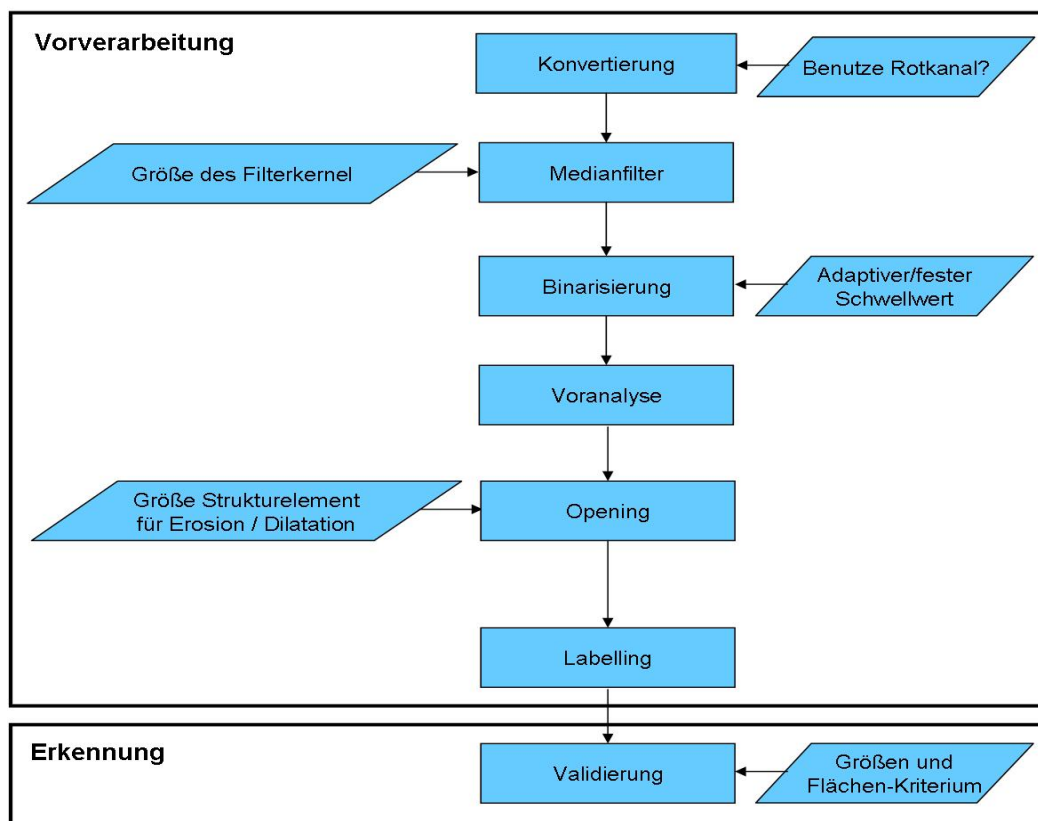 Vorverarbeitung
Konvertierung
Benutze Rotkanal?
Größe des Filterkernel
Medianfilter
Binarisierung
Adaptiver/fester
Schwellwert
Voranalyse
Größe Strukturelement
für Erosion / Dilatation
Opening
Labelling
Erkennung
Validierung
Größen und
Flächen-Kriterium